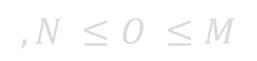 , N ≤ O ≤ M